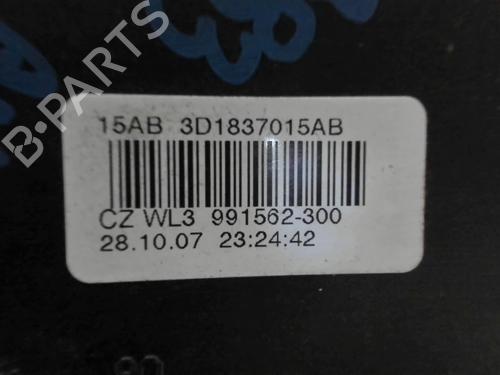 15AB 3D1837015AB
CZ WL3 991562-300
28.10.07 23:24:42
B-PARTS